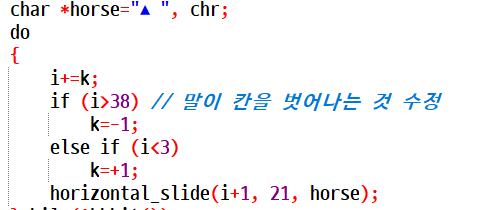 char *horse="▲ ", chr;
do
{
i+=k;
if (i>38) // 말이 칸을 벗어나는 것 수정
k=-1;
else if (i<3)
k=+1;
horizontal_slide(i+1, 21, horse);